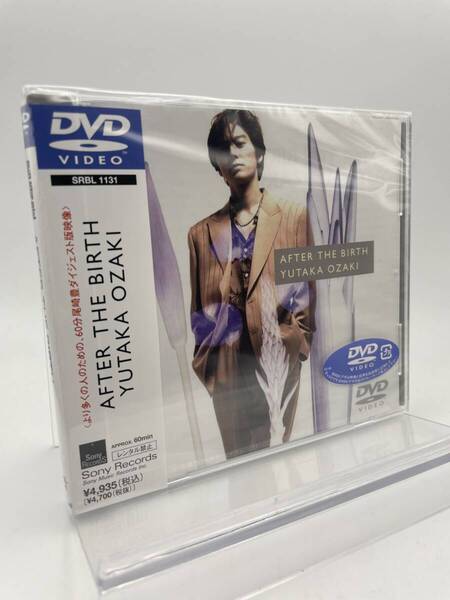 DVD
VIDEO
SRBL 1131
〈より多くの人のための、60分尾崎豊ダイジェスト版映像〉
AFTER THE BIRTH
YUTAKA OZAKI
Sony
RECORDS
APPROX. 60min
レンタル禁止
Sony Records
Sony Music Records Inc.
¥4,935(税込)
(¥4,700(税抜))
AFTER THE BIRTH
YUTAKA OZAKI
DVD
VIDEO
DVD
VIDEO